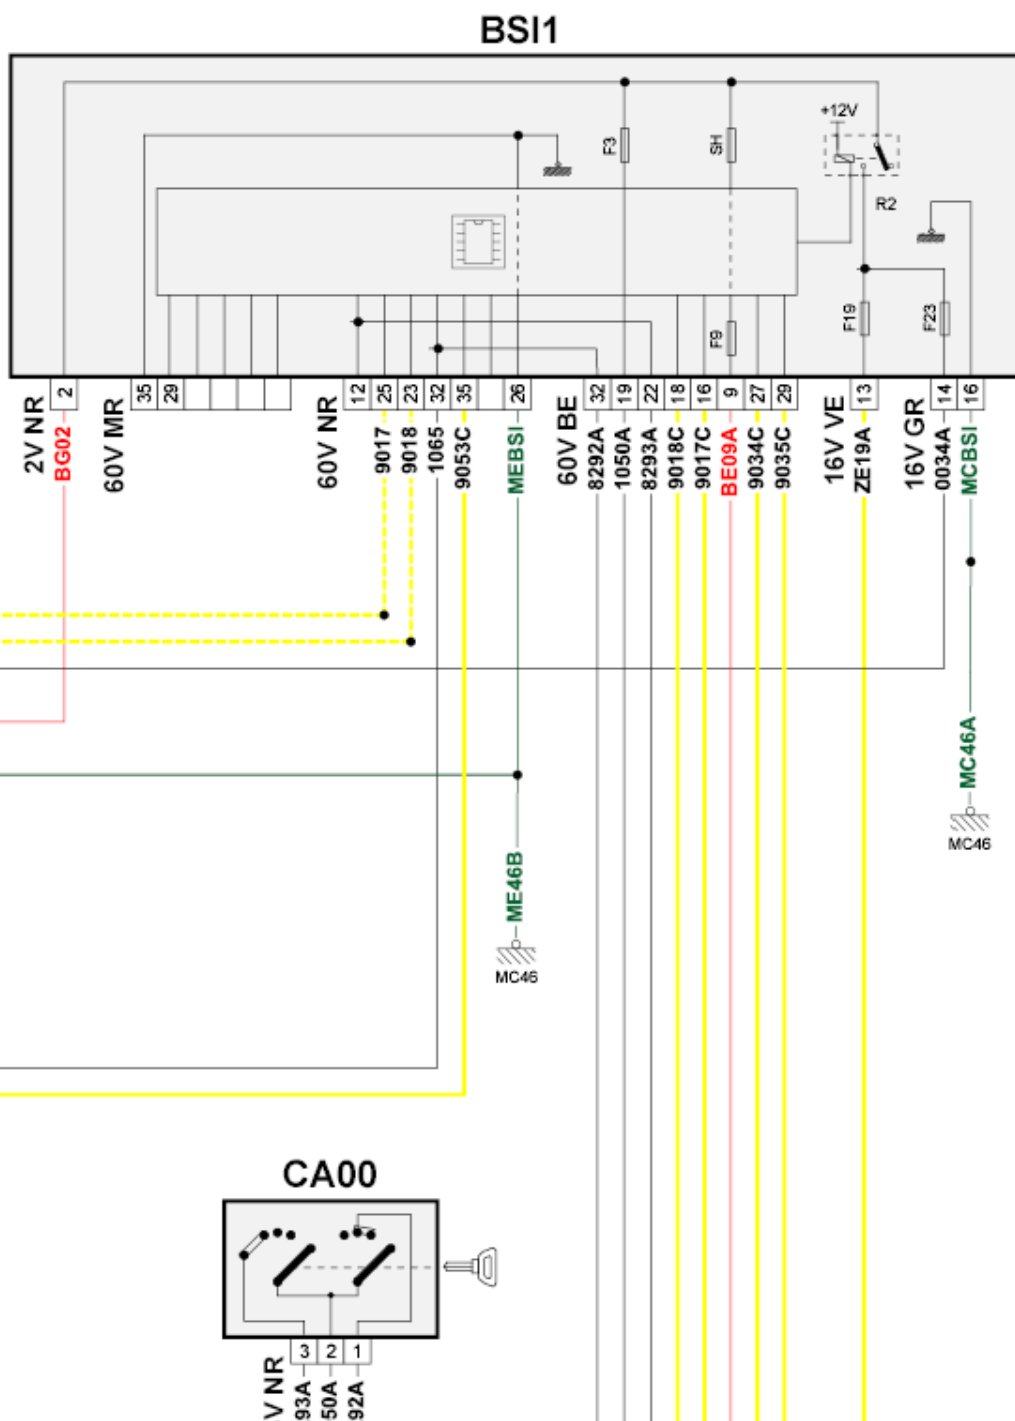 BSI1
+12V
F3
SH
R2
F19
F23
F9
2V NR
2
BG02
60V MR
35
29
60V NR
12
25
9017
23
9018
32
1065
35
9053C
26
MEBSI
60V BE
32
8292A
19
1050A
22
8293A
18
9018C
16
9017C
9
BE09A
27
9034C
29
9035C
16V VE
13
ZE19A
16V GR
14
0034A
16
MCBSI
MC46A
MC46
ME46B
MC46
CA00
V NR
3
93A
2
50A
1
92A